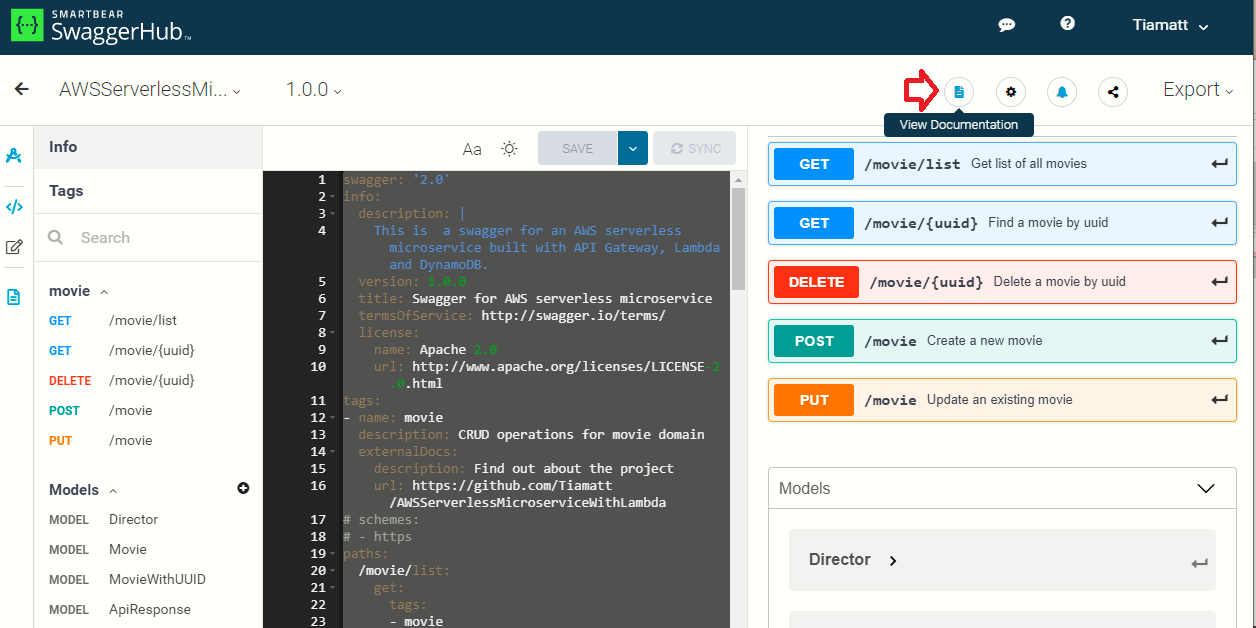 SMARTBEAR
SwaggerHub™
Tiamatt
AWSServerlessMi...
1.0.0
Export
View Documentation
Info
Tags
Search
movie
GET /movie/list
GET /movie/{uuid}
DELETE /movie/{uuid}
POST /movie
PUT /movie
Models
MODEL Director
MODEL Movie
MODEL MovieWithUUID
MODEL ApiResponse
Aa SAVE SYNC
1 swagger: '2.0'
2 info:
3 description: |
4 This is  a swagger for an AWS serverless
microservice built with API Gateway, Lambda
and DynamoDB.
5 version: 1.0.0
6 title: Swagger for AWS serverless microservice
7 termsOfService: http://swagger.io/terms/
8 license:
9 name: Apache 2.0
10 url: http://www.apache.org/licenses/LICENSE-2
.0.html
11 tags:
12 - name: movie
13 description: CRUD operations for movie domain
14 externalDocs:
15 description: Find out about the project
16 url: https://github.com/Tiamatt
/AWSServerlessMicroserviceWithLambda
17 # schemes:
18 # - https
19 paths:
20 /movie/list:
21 get:
22 tags:
23 - movie
GET /movie/list Get list of all movies
GET /movie/{uuid} Find a movie by uuid
DELETE /movie/{uuid} Delete a movie by uuid
POST /movie Create a new movie
PUT /movie Update an existing movie
Models
Director